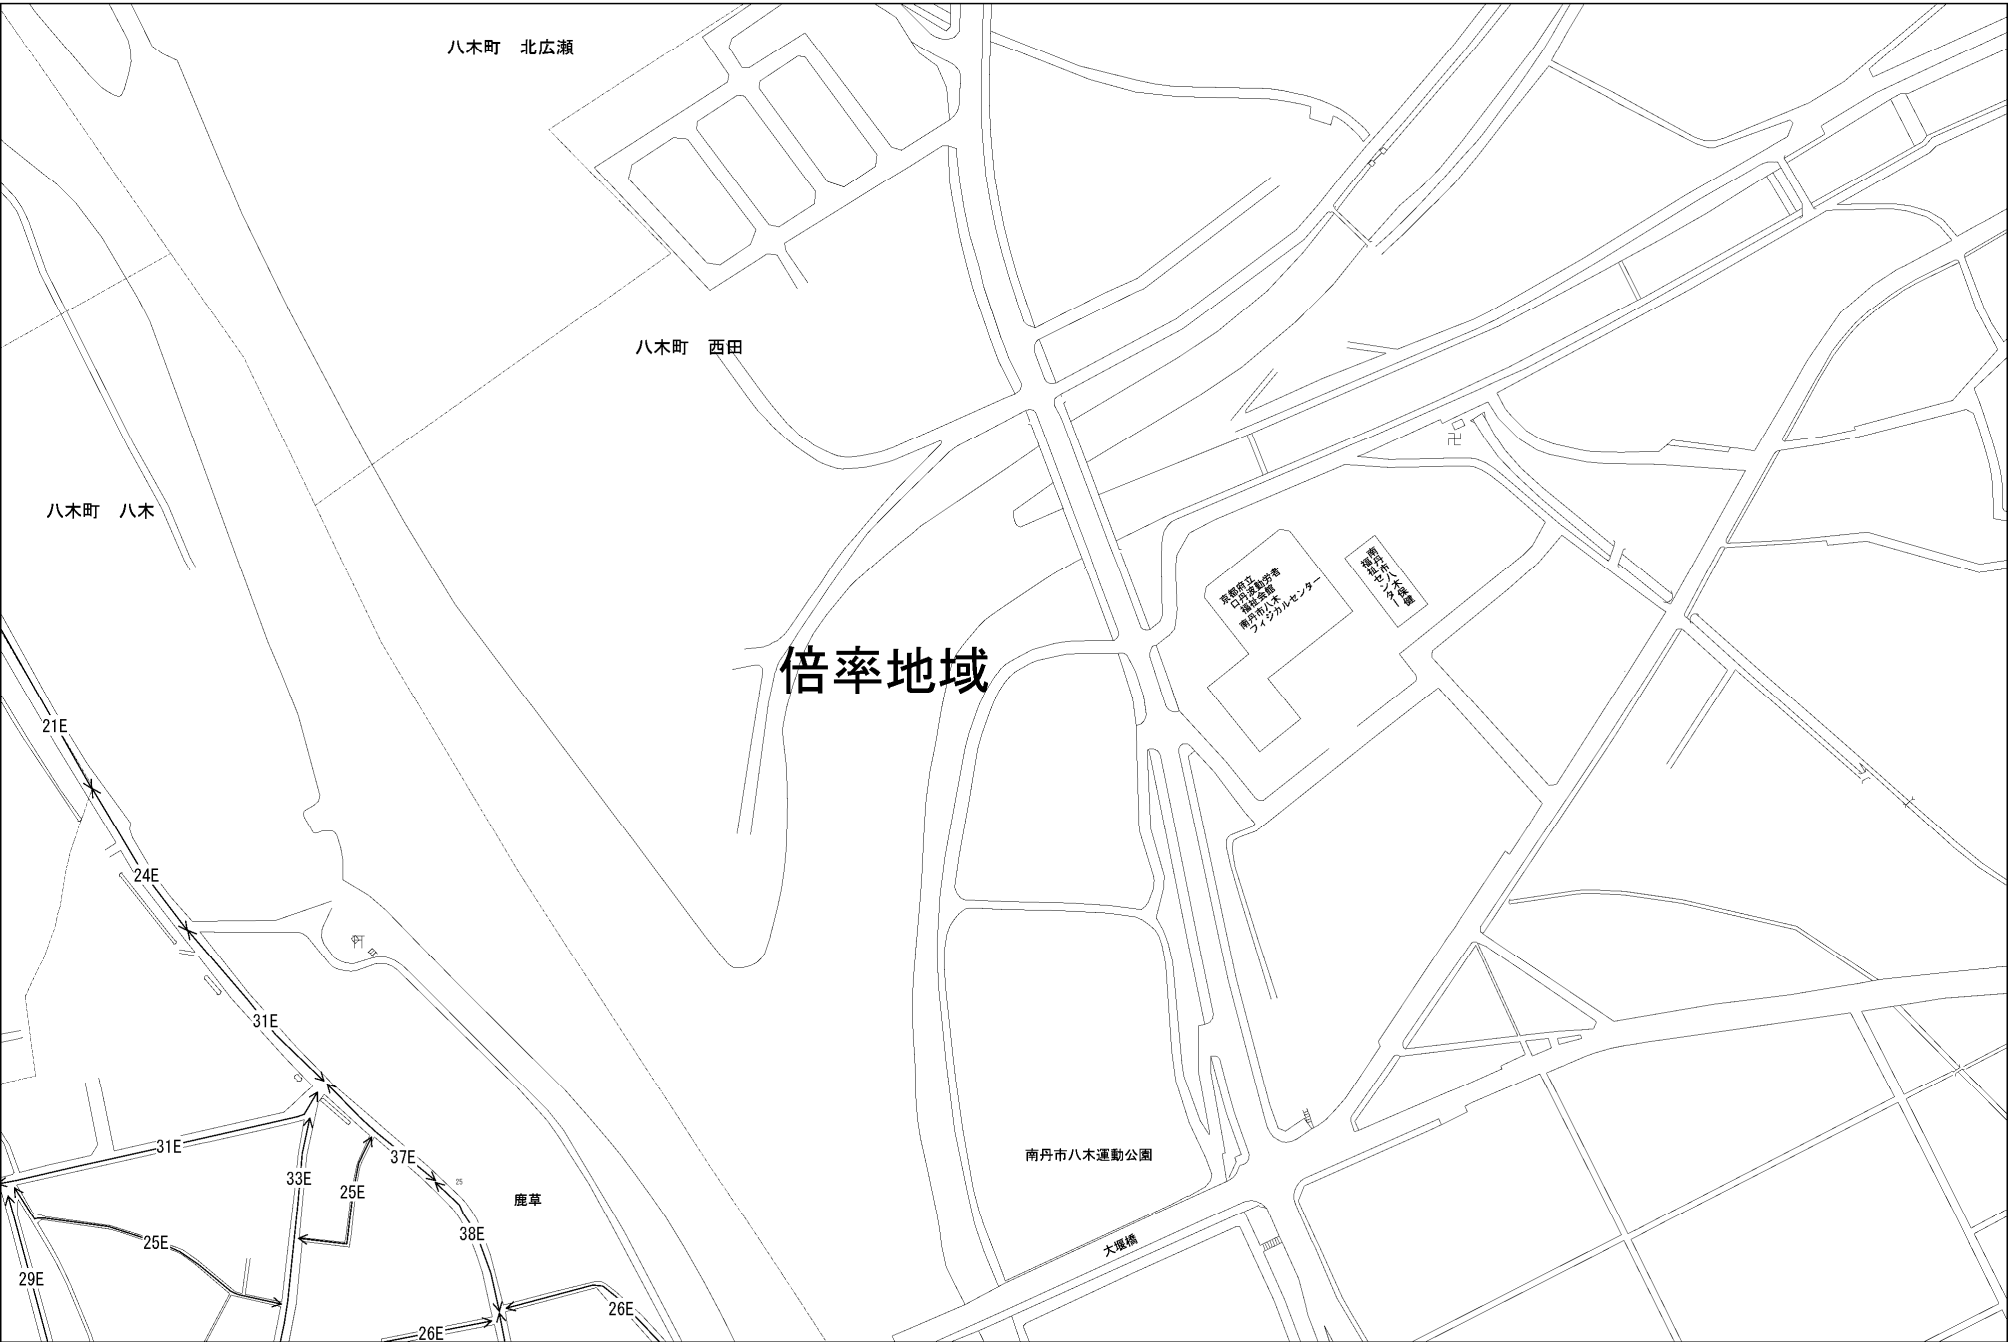 八木町　北広瀬
八木町　西田
八木町　八木
倍率地域
京都府立
口丹波勤労者
福祉会館
南丹市八木
フィジカルセンター
南丹市八木保健
福祉センター
21E
24E
31E
31E
37E
33E
25E
25
鹿草
38E
25E
29E
26E
26E
南丹市八木運動公園
大堰橋